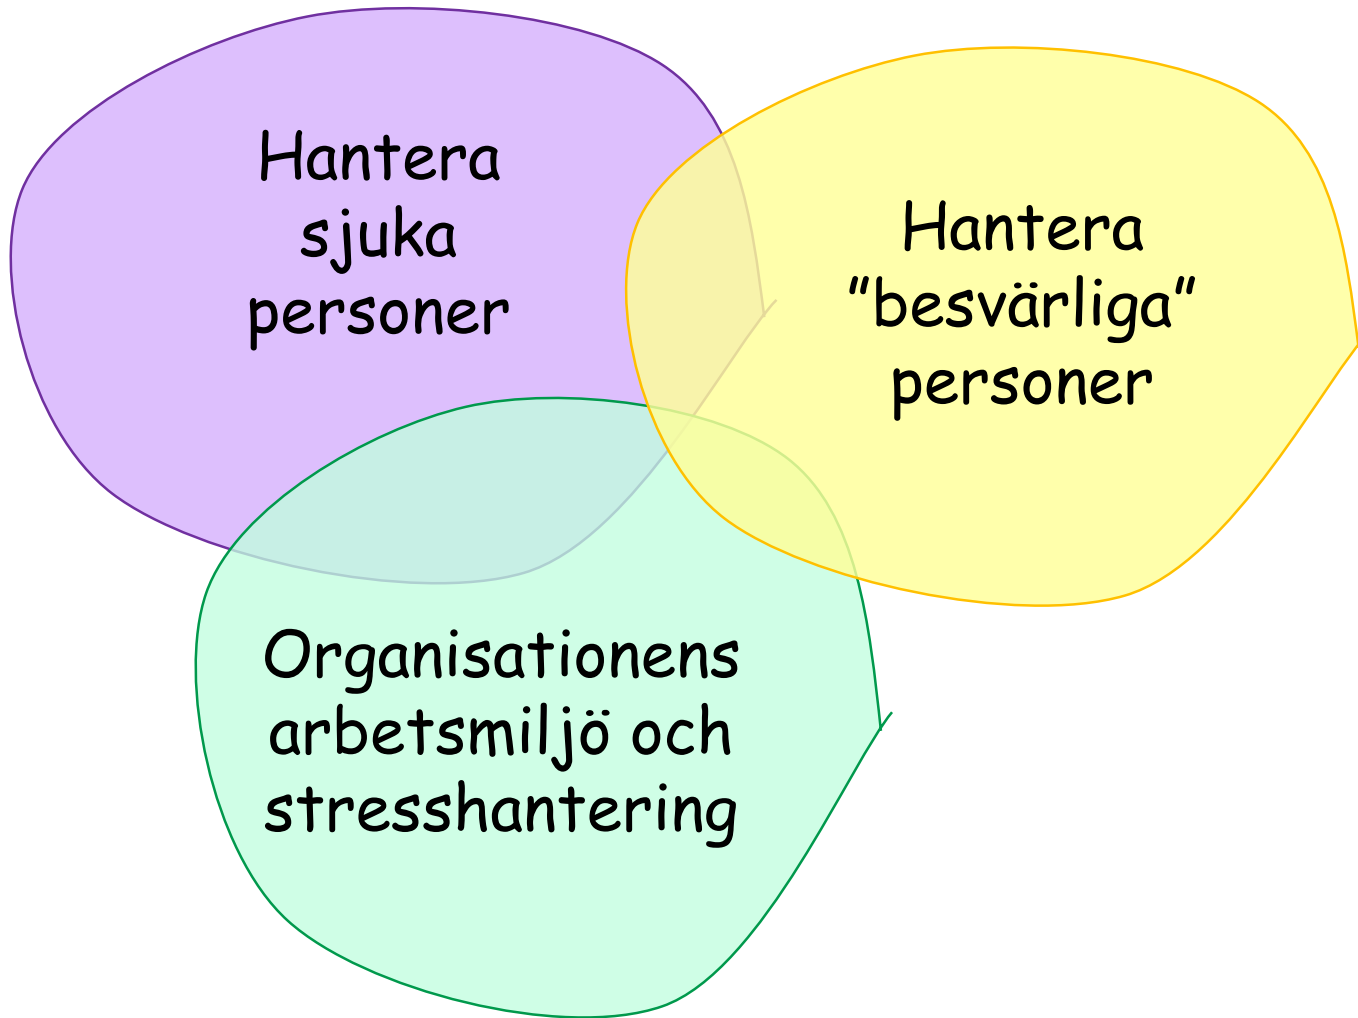 Hantera
sjuka
personer
Hantera
”besvärliga”
personer
Organisationens
arbetsmiljö och
stresshantering